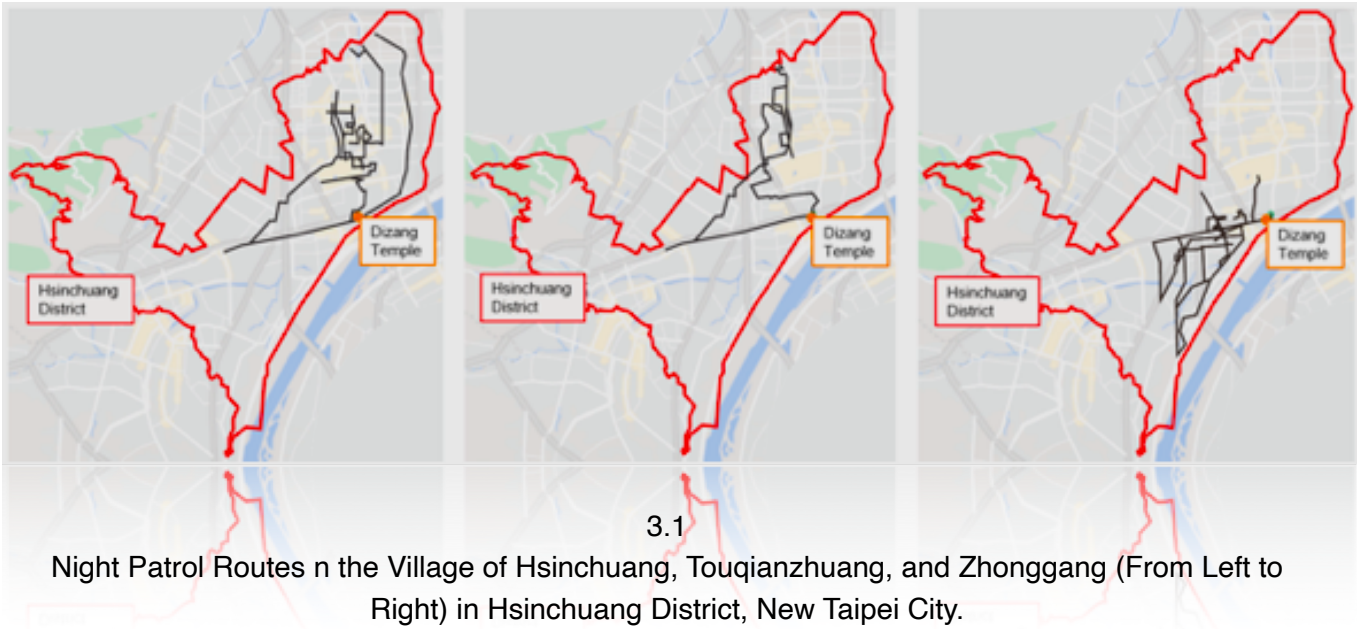 Dizang
Temple
Hsinchuang
District
Dizang
Temple
Hsinchuang
District
Dizang
Temple
Hsinchuang
District
3.1
Night Patrol Routes n the Village of Hsinchuang, Touqianzhuang, and Zhonggang (From Left to
Right) in Hsinchuang District, New Taipei City.